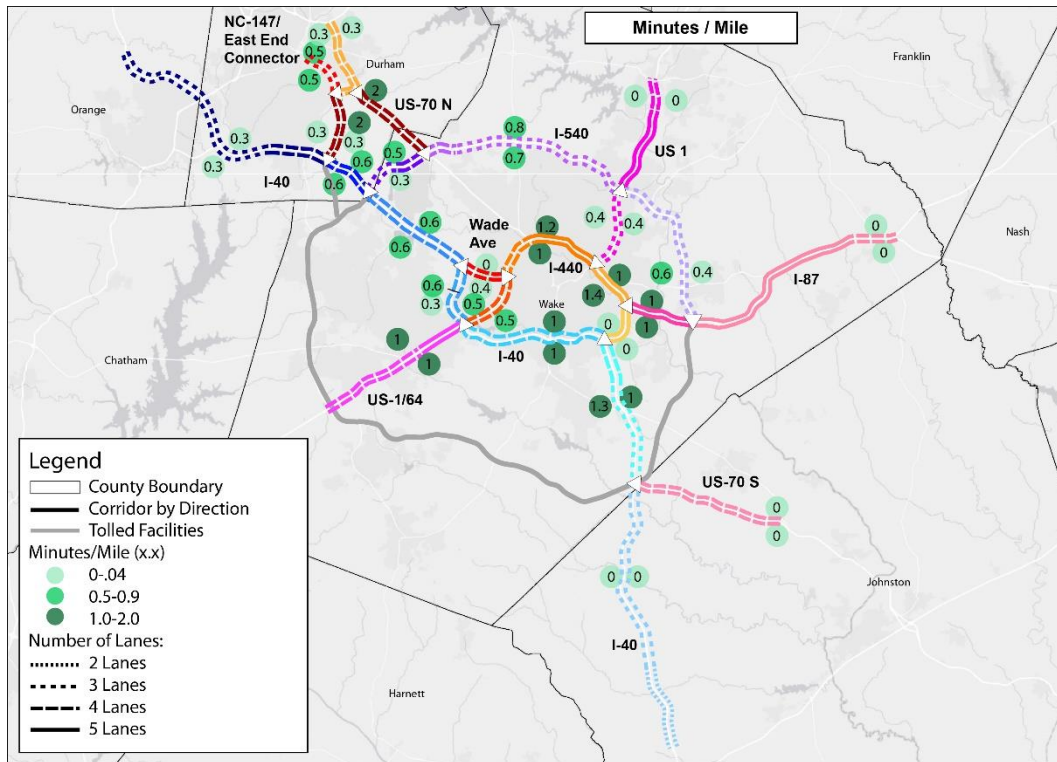 Minutes / Mile
NC-147/
East End
Connector
0.3
0.3
Franklin
0.5
Durham
0.5
2
0
0
Orange
US-70 N
0.8
0.3
0.3
2
0.3
I-540
US 1
0.5
0.7
0.3
0.6
I-40
0.6
0.3
0.6
Wade
Ave
1.2
0.4
0.4
0
Nash
0.6
0
1
0
I-440
0.6
0.4
I-87
0.6
0.4
1
0.3
0.5
1.4
1
Wake
0.5
1
0
1
1
Chatham
1
1
I-40
0
US-1/64
1.3
1
US-70 S
0
0
0
0
Johnston
I-40
Harnett
Legend
County Boundary
Corridor by Direction
Tolled Facilities
Minutes/Mile (x.x)
0-.04
0.5-0.9
1.0-2.0
Number of Lanes:
2 Lanes
3 Lanes
4 Lanes
5 Lanes